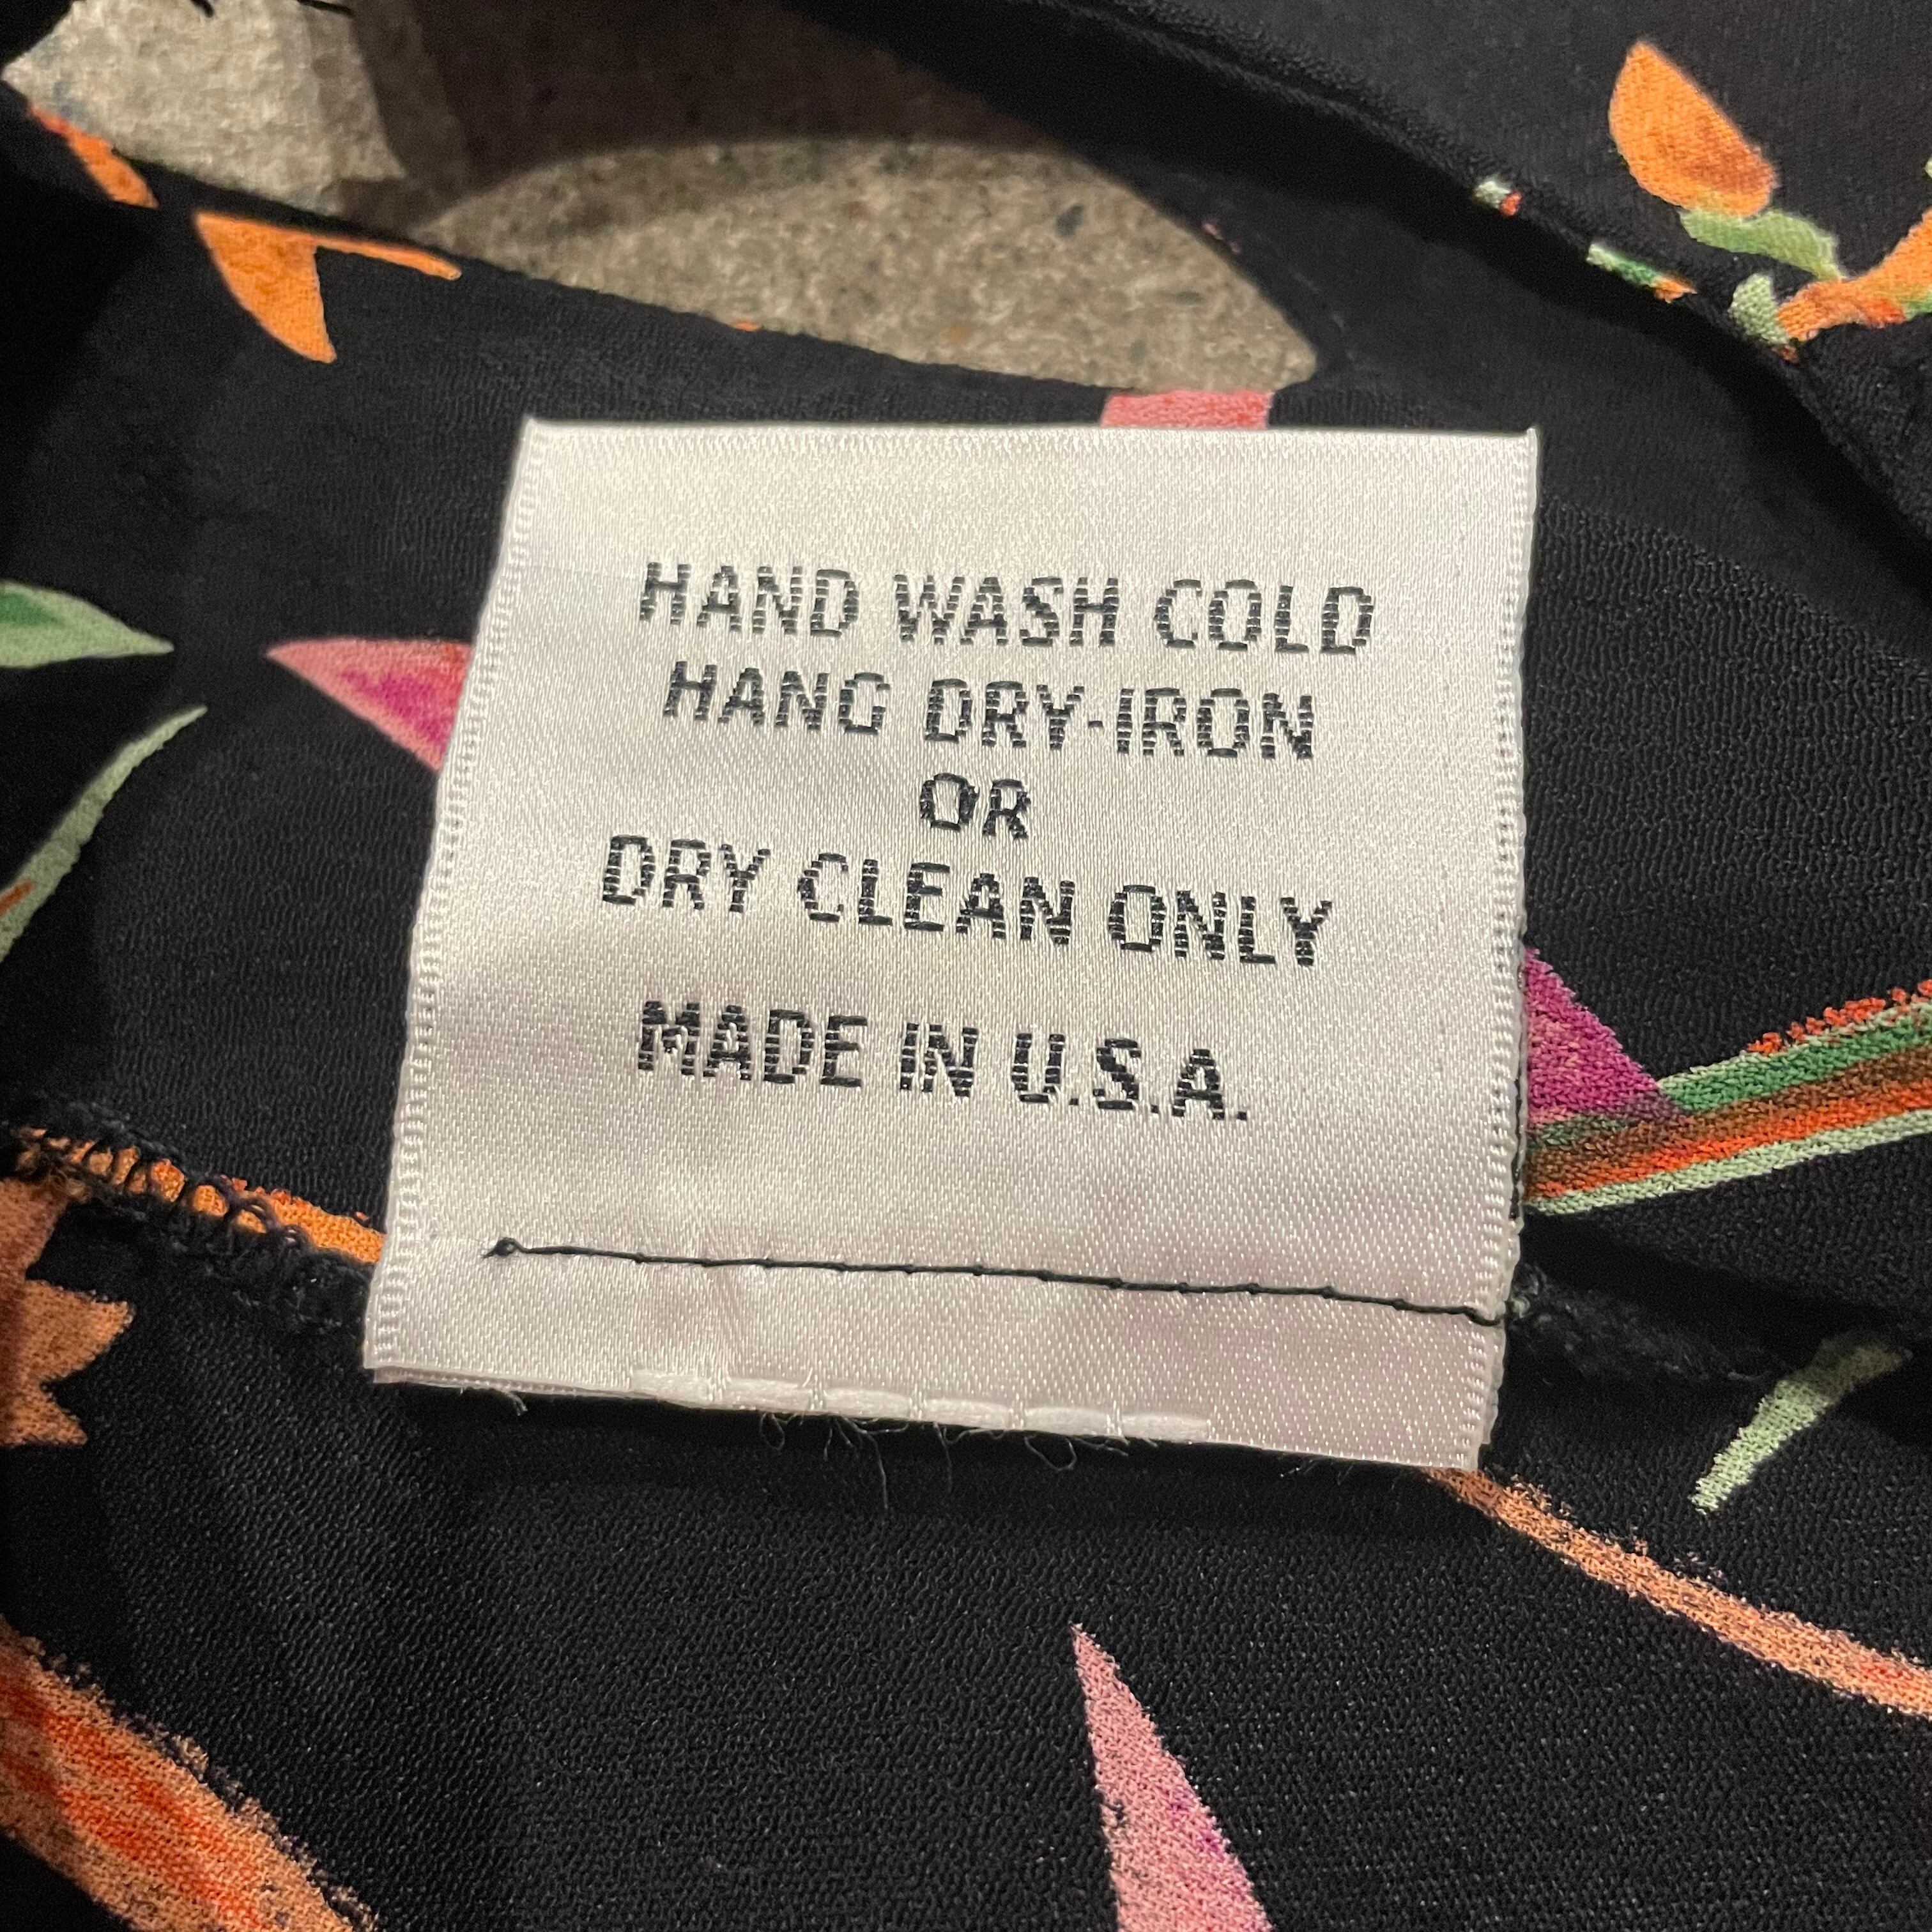 HAND WASH COLD
HANG DRY-IRON
OR
DRY CLEAN ONLY
MADE IN U.S.A.